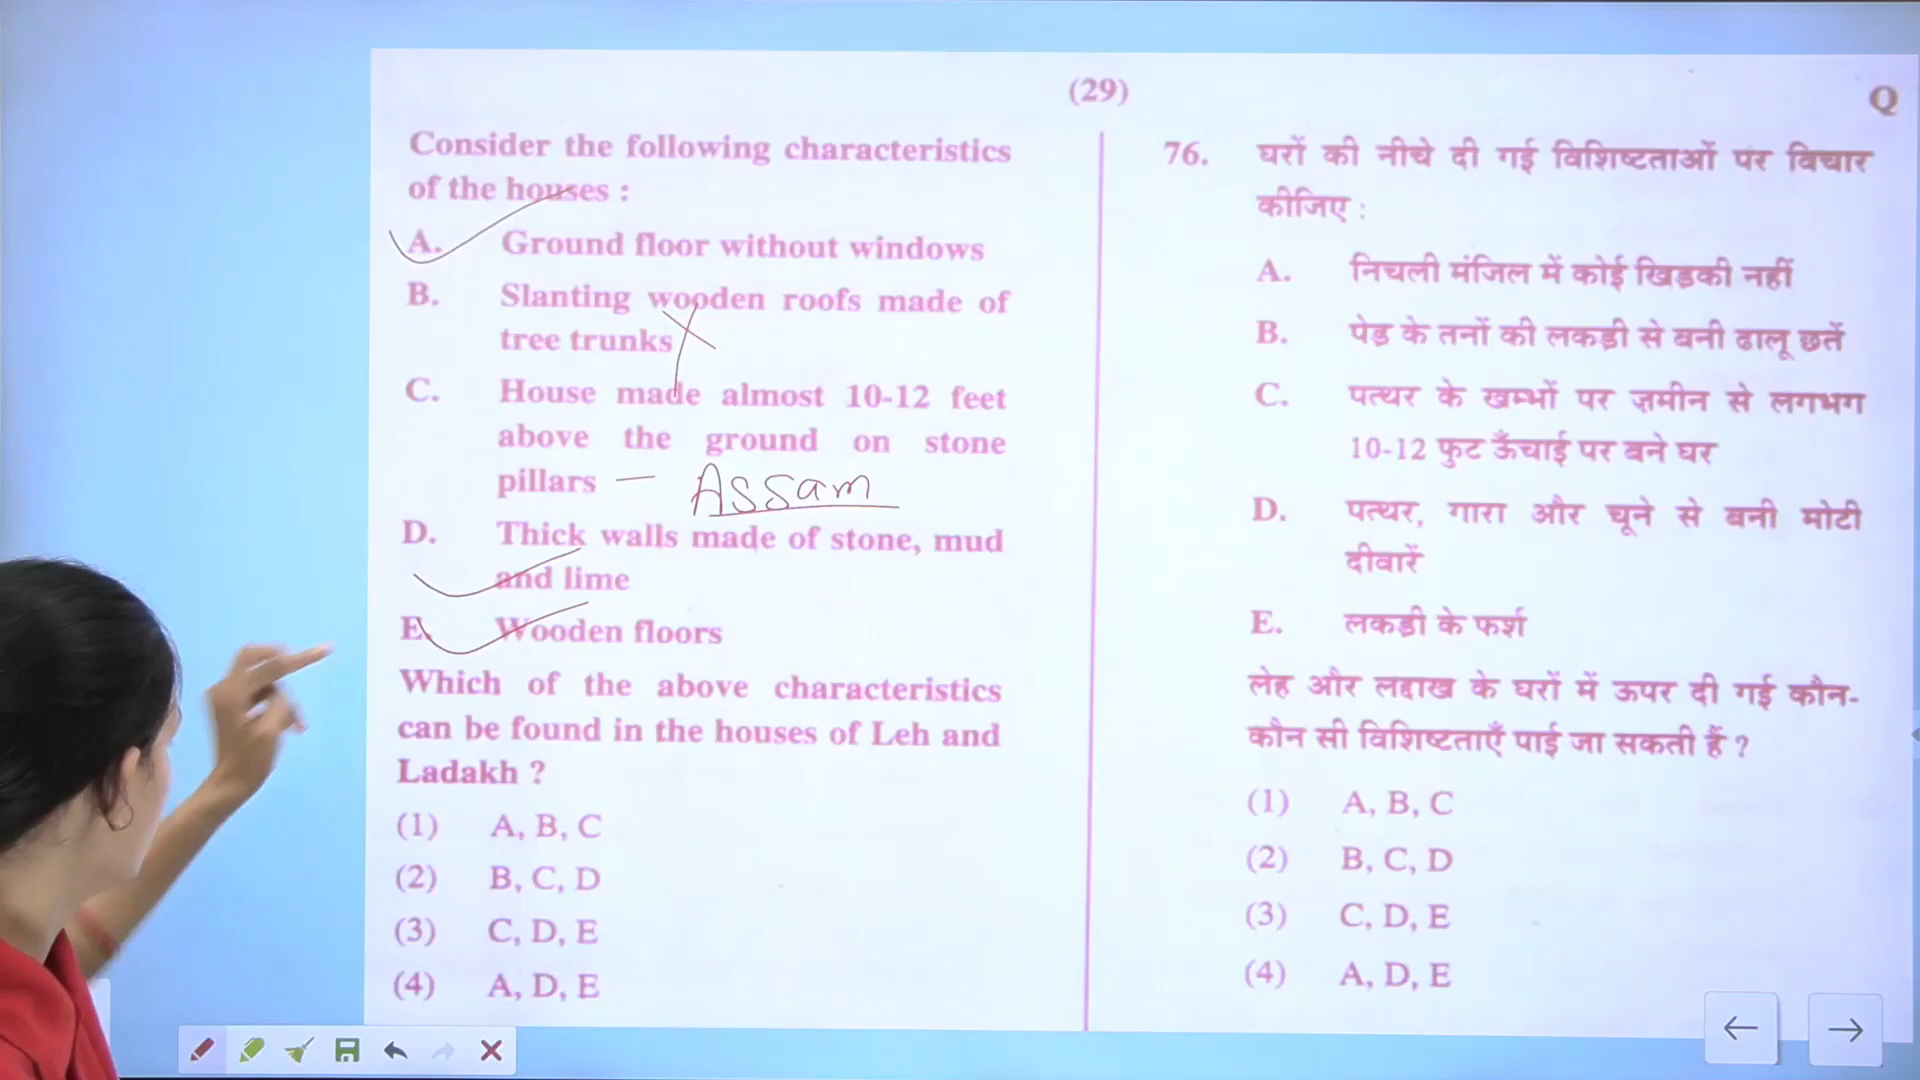 (29)
Q
Consider the following characteristics
of the houses :
A. Ground floor without windows
B. Slanting wooden roofs made of
tree trunks
C. House made almost 10-12 feet
above the ground on stone
pillars — Assam
D. Thick walls made of stone, mud
and lime
E. Wooden floors
Which of the above characteristics
can be found in the houses of Leh and
Ladakh ?
(1) A, B, C
(2) B, C, D
(3) C, D, E
(4) A, D, E
76. घरों की नीचे दी गई विशिष्टताओं पर विचार
कीजिए :
A. निचली मंजिल में कोई खिड़की नहीं
B. पेड़ के तनों की लकड़ी से बनी ढालू छतें
C. पत्थर के खम्भों पर ज़मीन से लगभग
10-12 फुट ऊँचाई पर बने घर
D. पत्थर, गारा और चूने से बनी मोटी
दीवारें
E. लकड़ी के फर्श
लेह और लद्दाख के घरों में ऊपर दी गई कौन-
कौन सी विशिष्टताएँ पाई जा सकती हैं ?
(1) A, B, C
(2) B, C, D
(3) C, D, E
(4) A, D, E